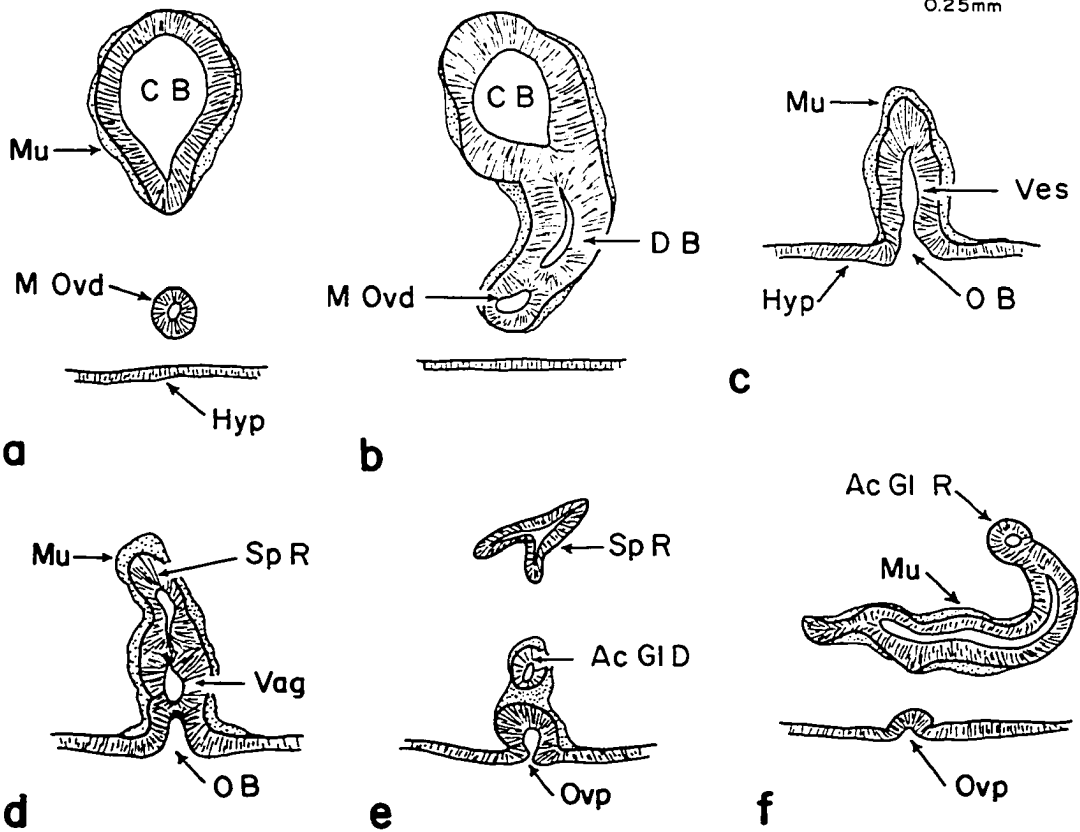 0.25mm
C B
Mu
M Ovd
Hyp
a
C B
D B
M Ovd
b
Mu
Ves
Hyp
O B
c
Mu
Sp R
Vag
O B
d
Sp R
Ac Gl D
Ovp
e
Ac Gl R
Mu
Ovp
f